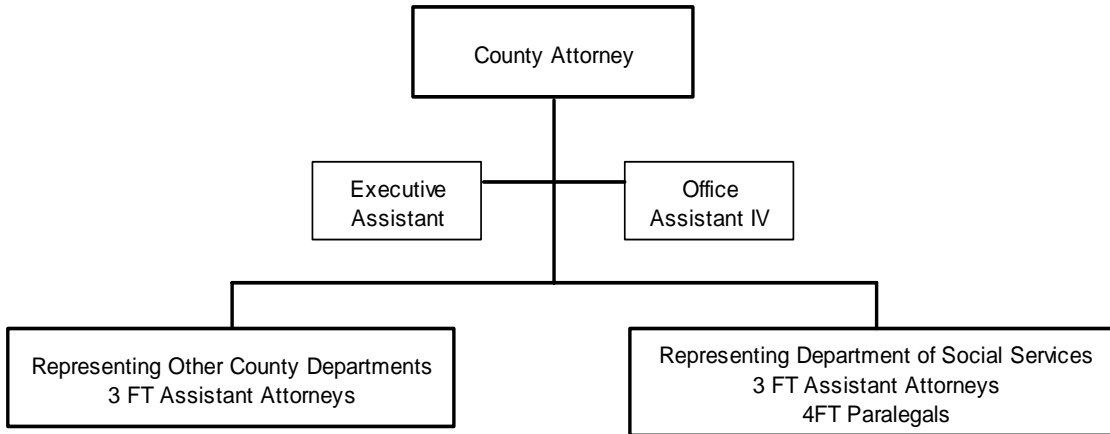 County Attorney
Executive
Assistant
Office
Assistant IV
Representing Other County Departments
3 FT Assistant Attorneys
Representing Department of Social Services
3 FT Assistant Attorneys
4FT Paralegals